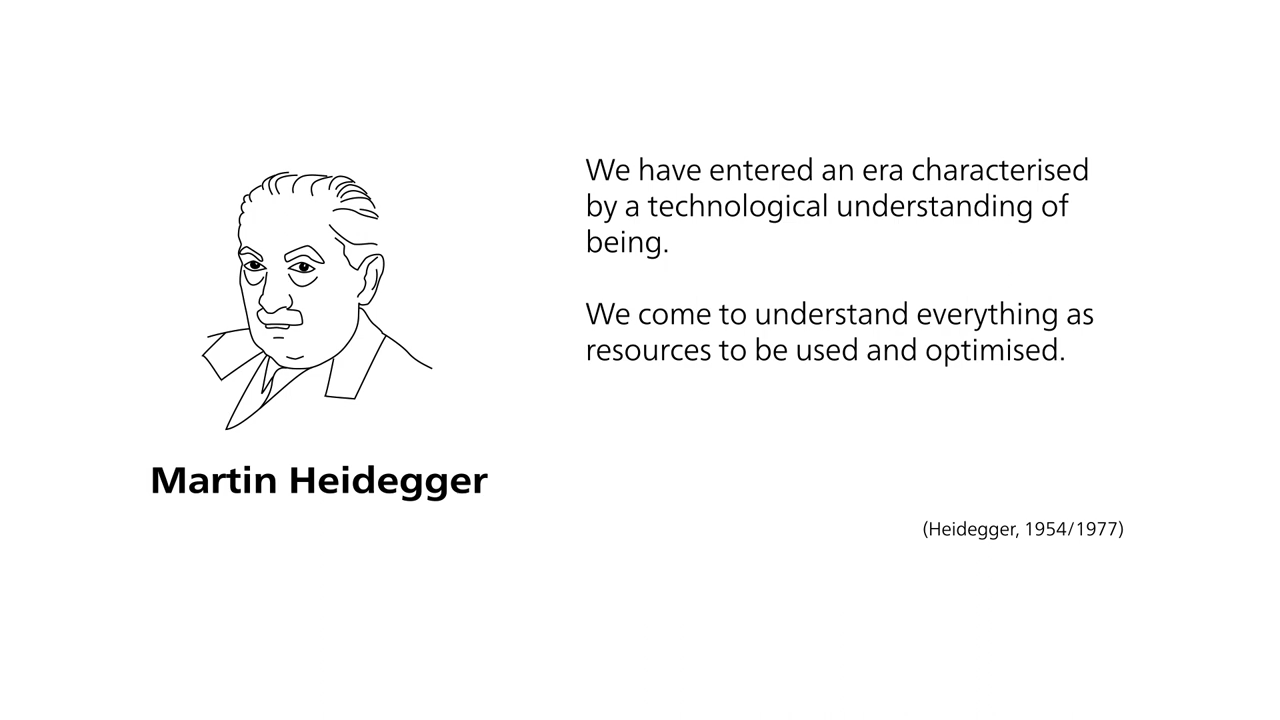 We have entered an era characterised
by a technological understanding of
being.
We come to understand everything as
resources to be used and optimised.
Martin Heidegger
(Heidegger, 1954/1977)